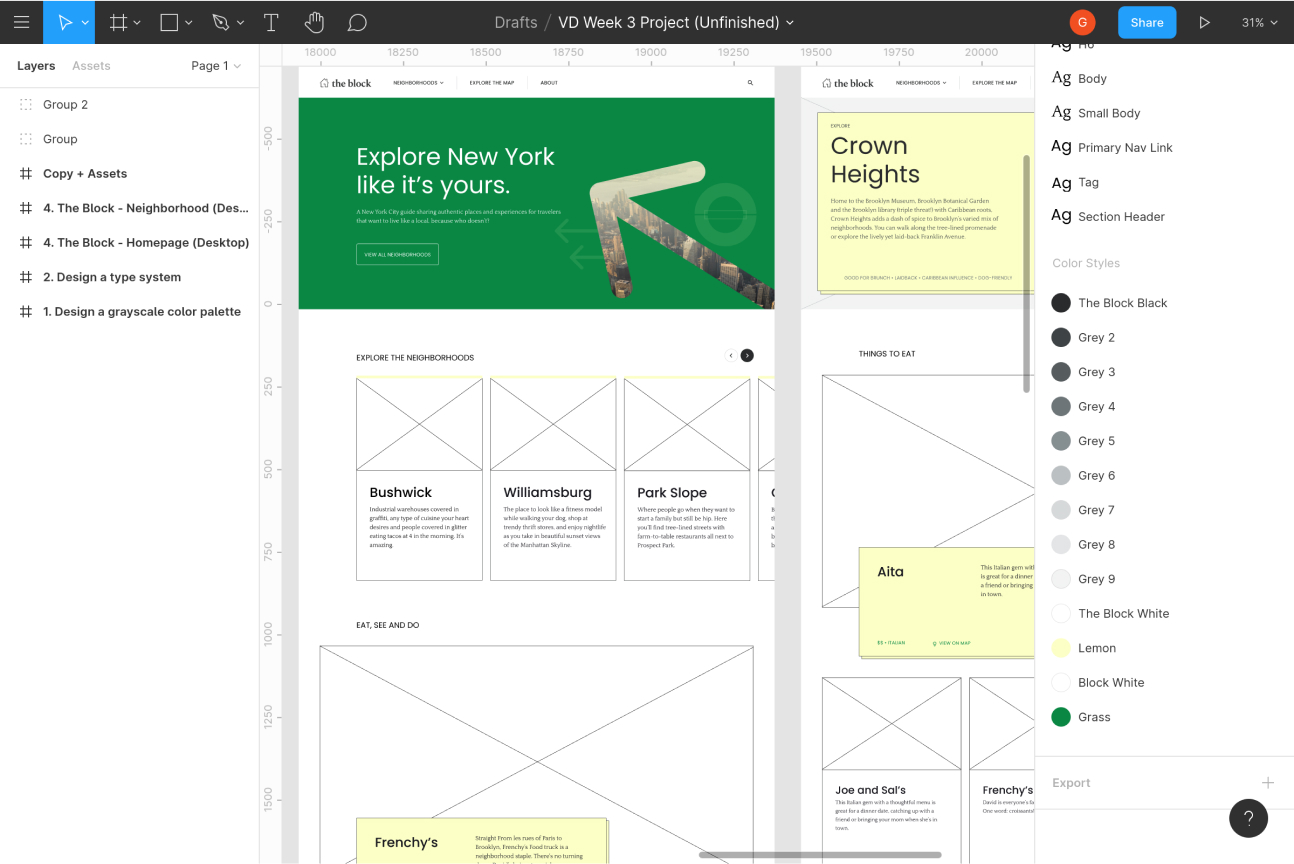 Drafts / VD Week 3 Project (Unfinished)
G
Share
31%
Layers
Assets
Page 1
Group 2
Group
Copy + Assets
4. The Block - Neighborhood (Des...
4. The Block - Homepage (Desktop)
2. Design a type system
1. Design a grayscale color palette
18000
18250
18500
18750
19000
19250
19500
19750
20000
-500
-250
0
250
500
750
1000
1250
1500
the block
NEIGHBORHOODS
EXPLORE THE MAP
ABOUT
Explore New York
like it’s yours.
A New York City guide sharing authentic places and experiences for travelers
that want to live like a local, because who doesn't?
VIEW ALL NEIGHBORHOODS
EXPLORE THE NEIGHBORHOODS
Bushwick
Industrial warehouses covered in
graffiti, any type of cuisine your heart
desires and people covered in glitter
eating tacos at 4 in the morning. It's
amazing.
Williamsburg
The place to look like a fitness model
while walking your dog, shop at
trendy thrift stores, and enjoy nightlife
as you take in beautiful sunset views
of the Manhattan Skyline.
Park Slope
Where people go when they want to
start a family but still be hip. Here
you'll find tree-lined streets with
farm-to-table restaurants all next to
Prospect Park.
EAT, SEE AND DO
Frenchy’s
Straight From les rues of Paris to
Brooklyn, Frenchy's Food truck is a
neighborhood staple. There's no turning
the block
NEIGHBORHOODS
EXPLORE THE MAP
EXPLORE
Crown
Heights
Home to the Brooklyn Museum, Brooklyn Botanical Garden
and the Brooklyn library (triple threat!) with Caribbean roots.
Crown Heights adds a dash of spice to Brooklyn's varied mix of
neighborhoods. You can walk along the tree-lined promenade
or explore the lively yet laid-back Franklin Avenue.
GOOD FOR BRUNCH • LAIDBACK • CARIBBEAN INFLUENCE • DOG-FRIENDLY
THINGS TO EAT
Aita
This Italian gem with
is great for a dinner
a friend or bringing
in town.
$$ • ITALIAN
VIEW ON MAP
Joe and Sal’s
This Italian gem with a thoughtful menu is
great for a dinner date, catching up with a
friend or bringing your mom when she's in
town.
Frenchy’s
David is everyone's fa
One word: croissants!
Ag H6
Ag Body
Ag Small Body
Ag Primary Nav Link
Ag Tag
Ag Section Header
Color Styles
The Block Black
Grey 2
Grey 3
Grey 4
Grey 5
Grey 6
Grey 7
Grey 8
Grey 9
The Block White
Lemon
Block White
Grass
Export
?